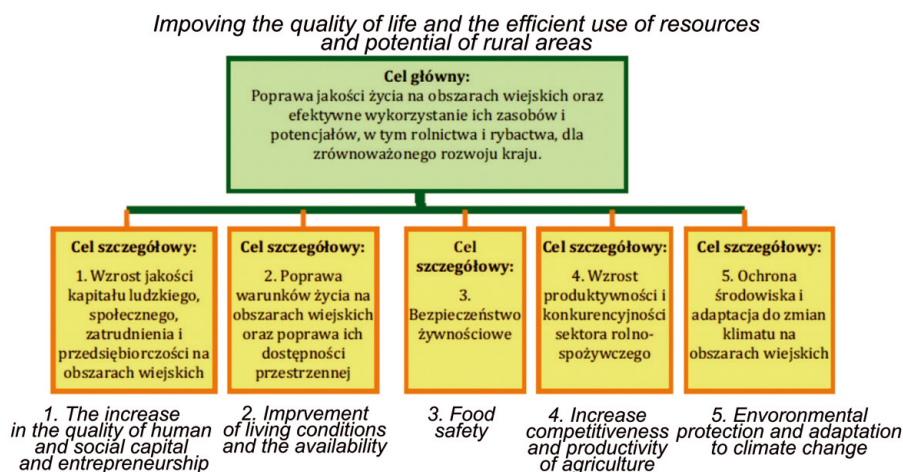 Impoving the quality of life and the efficient use of resources
and potential of rural areas
Cel główny:
Poprawa jakości życia na obszarach wiejskich oraz
efektywne wykorzystanie ich zasobów i
potencjałów, w tym rolnictwa i rybactwa, dla
zrównoważonego rozwoju kraju.
Cel szczegółowy:
1. Wzrost jakości
kapitału ludzkiego,
społecznego,
zatrudnienia i
przedsiębiorczości na
obszarach wiejskich
Cel szczegółowy:
2. Poprawa
warunków życia na
obszarach wiejskich
oraz poprawa ich
dostępności
przestrzennej
Cel
szczegółowy:
3.
Bezpieczeństwo
żywnościowe
Cel szczegółowy:
4. Wzrost
produktywności i
konkurencyjności
sektora rolno-
spożywczego
Cel szczegółowy:
5. Ochrona
środowiska i
adaptacja do zmian
klimatu na
obszarach wiejskich
1. The increase
in the quality of human
and social capital
and entrepreneurship
2. Imprvement
of living conditions
and the availability
3. Food
safety
4. Increase
competitiveness
and productivity
of agriculture
5. Envoronmental
protection and adaptation
to climate change